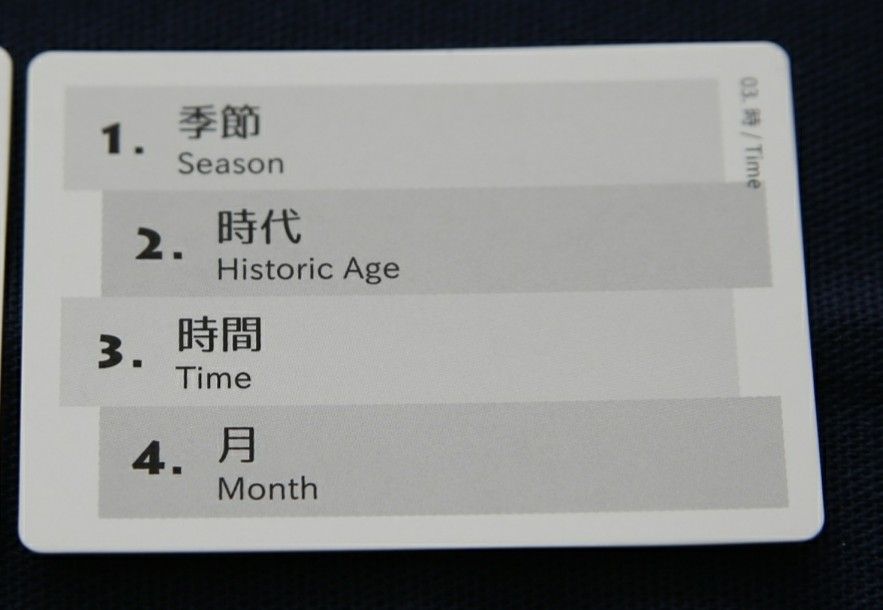 03. 時 / Time
1. 季節
Season
2. 時代
Historic Age
3. 時間
Time
4. 月
Month